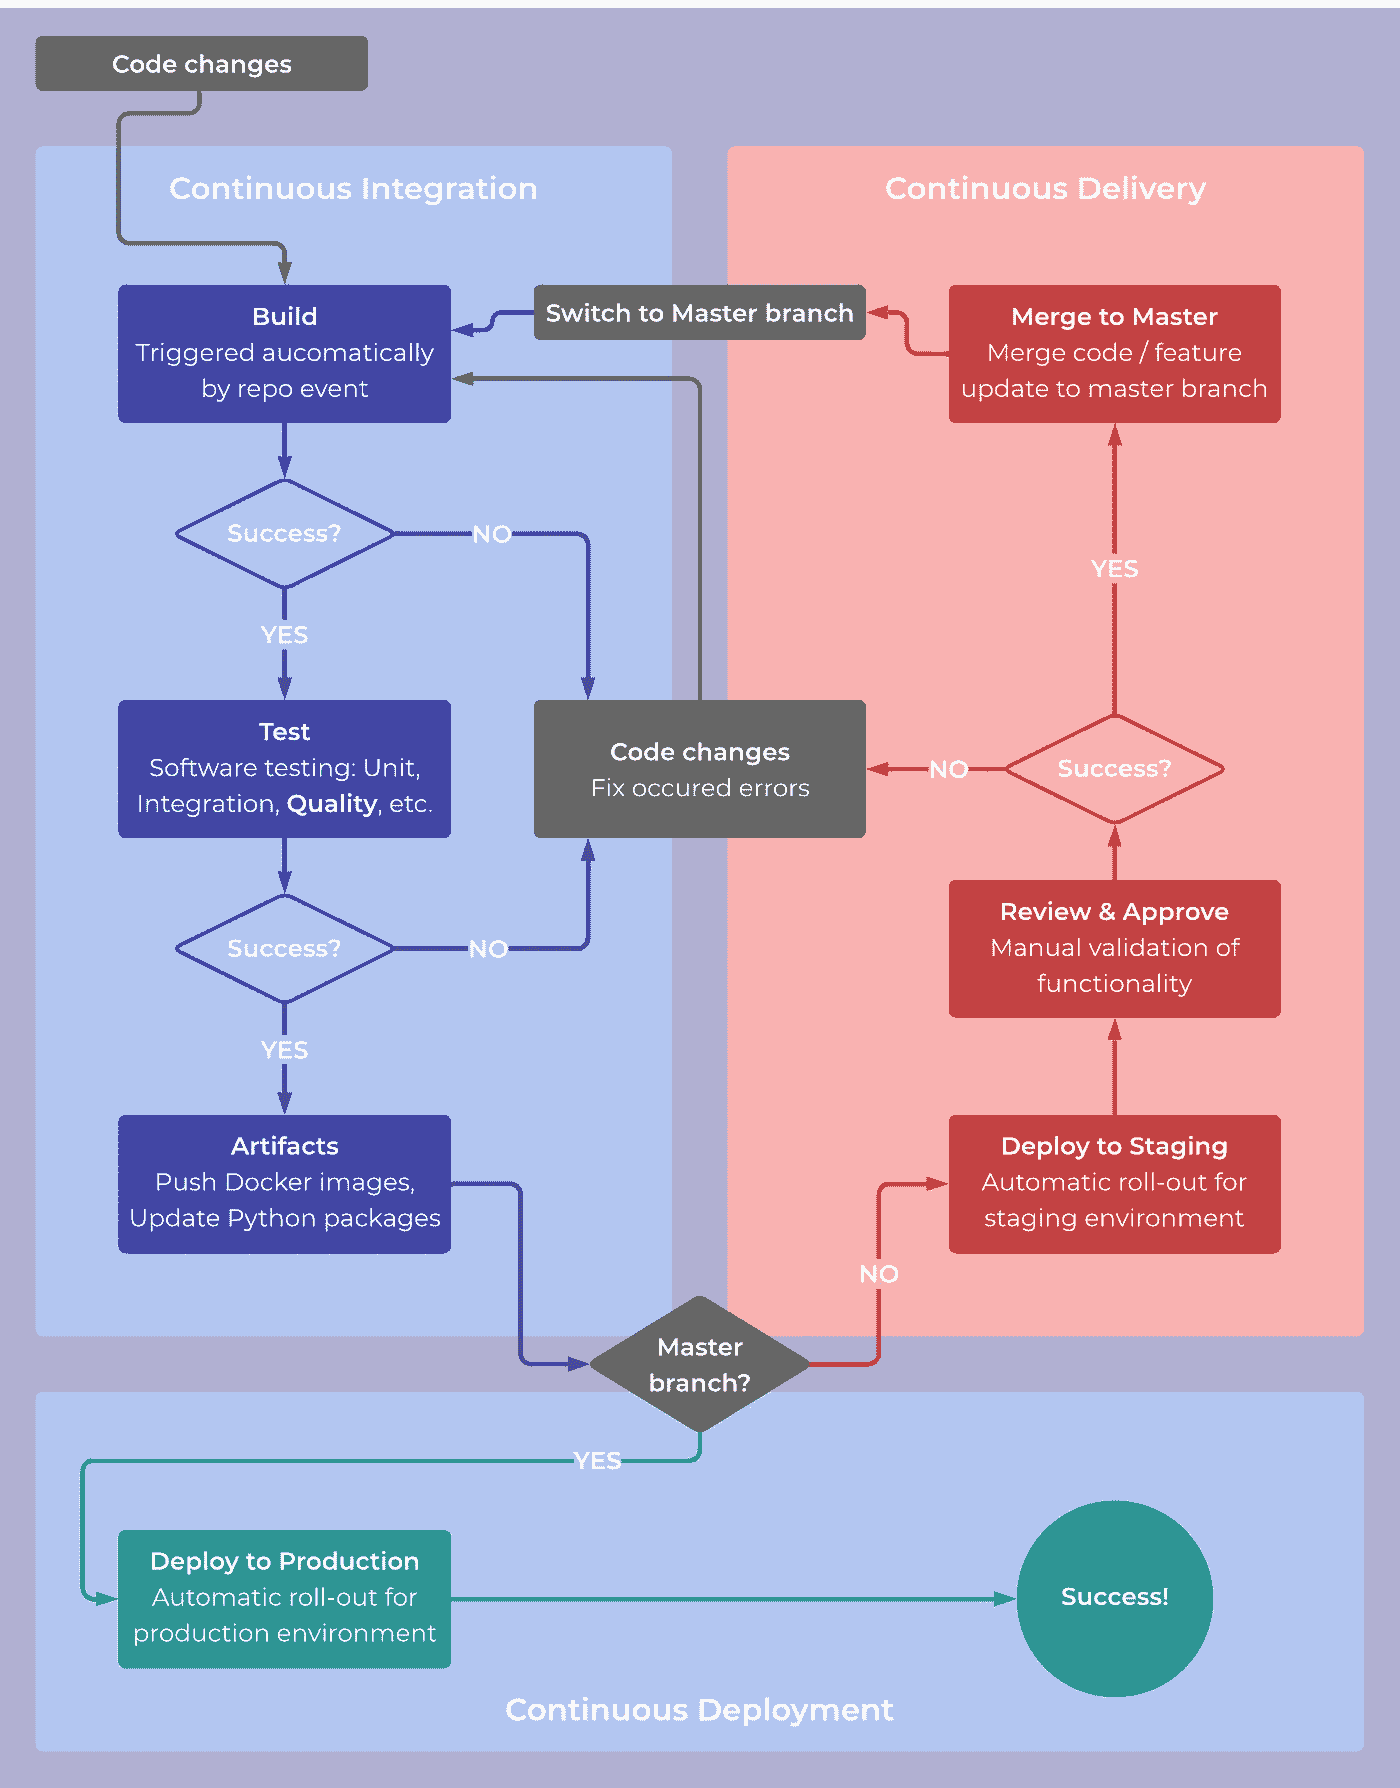 Code changes
Continuous Integration
Continuous Delivery
Build
Triggered aucomatically
by repo event
Switch to Master branch
Merge to Master
Merge code / feature
update to master branch
Success?
NO
YES
YES
Test
Software testing: Unit,
Integration, Quality, etc.
Code changes
Fix occured errors
NO
Success?
Success?
NO
YES
Review & Approve
Manual validation of
functionality
Artifacts
Push Docker images,
Update Python packages
Deploy to Staging
Automatic roll-out for
staging environment
NO
Master
branch?
YES
Deploy to Production
Automatic roll-out for
production environment
Success!
Continuous Deployment